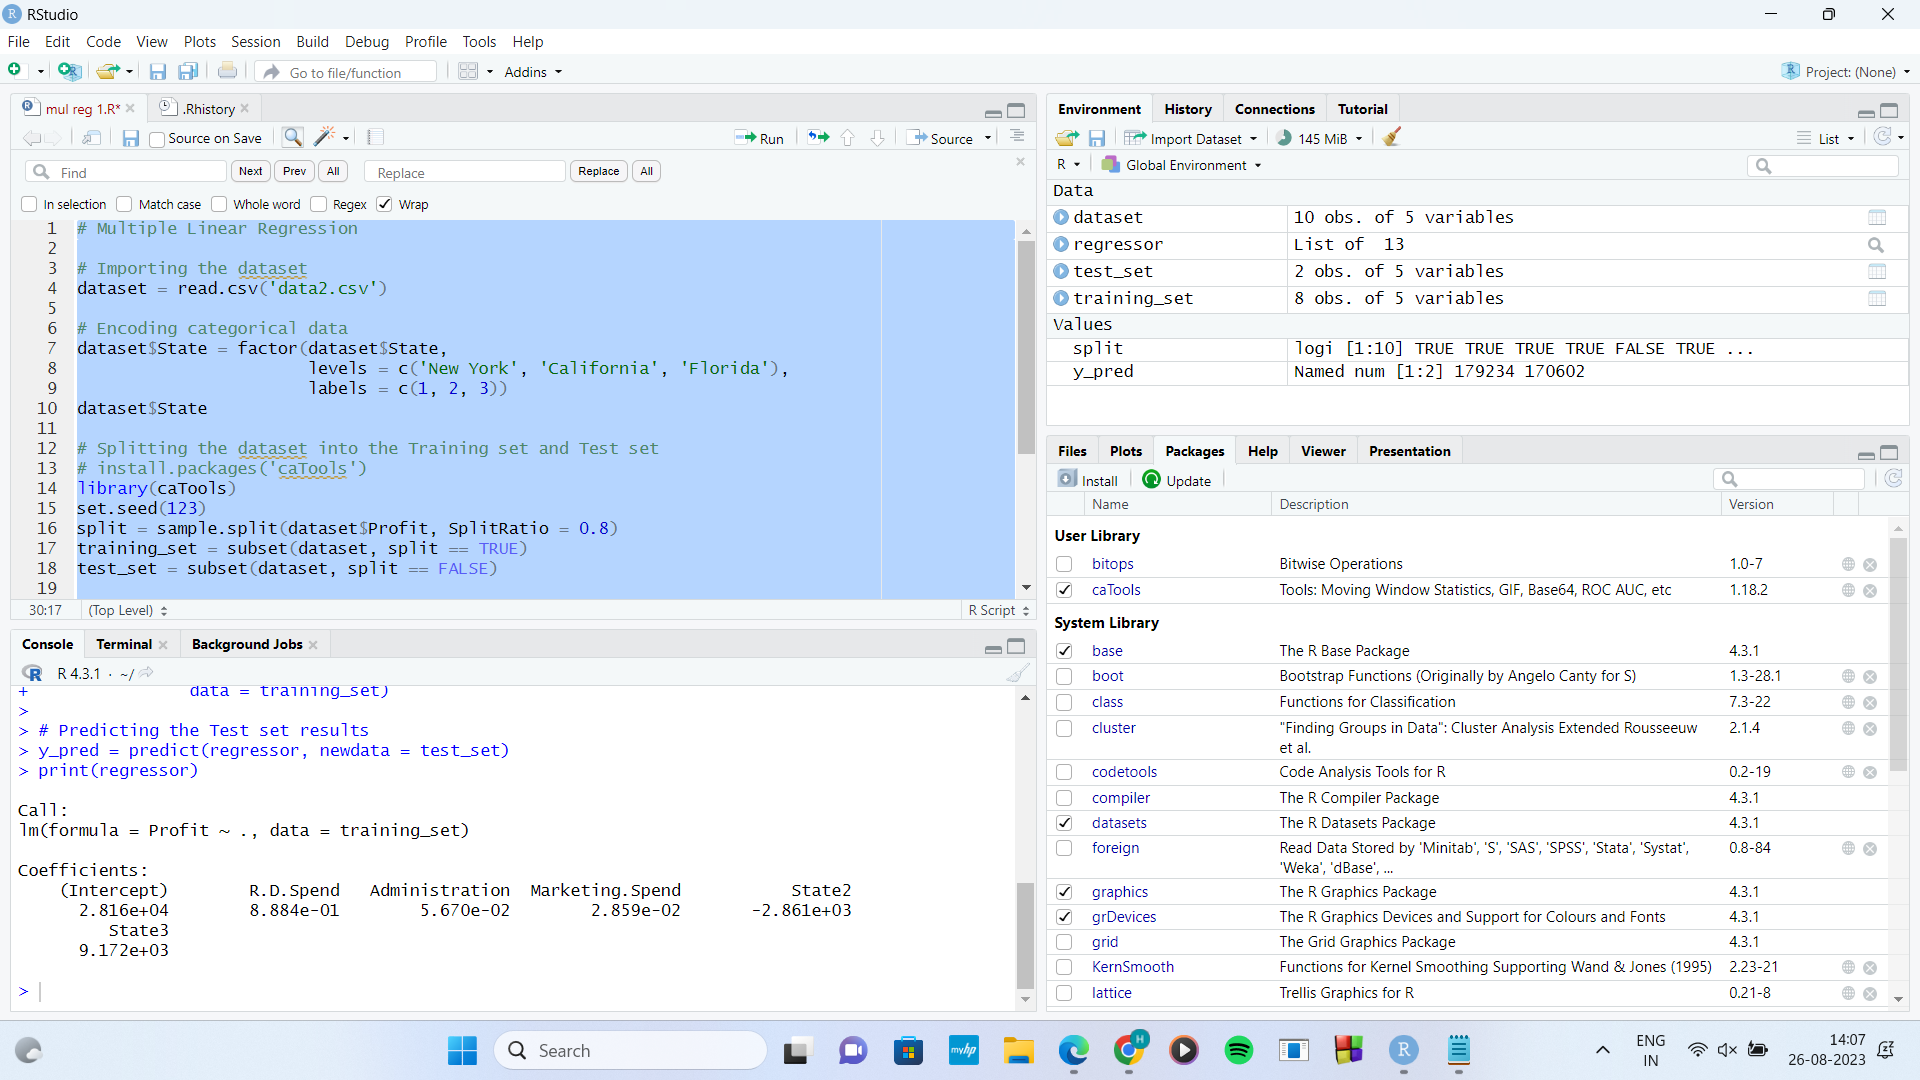 RStudio
File Edit Code View Plots Session Build Debug Profile Tools Help
Go to file/function Addins Project: (None)
mul reg 1.R* .Rhistory
Source on Save Run Source
Find Next Prev All Replace Replace All
In selection Match case Whole word Regex Wrap
1 # Multiple Linear Regression
2
3 # Importing the dataset
4 dataset = read.csv('data2.csv')
5
6 # Encoding categorical data
7 dataset$State = factor(dataset$State,
8 levels = c('New York', 'California', 'Florida'),
9 labels = c(1, 2, 3))
10 dataset$State
11
12 # Splitting the dataset into the Training set and Test set
13 # install.packages('caTools')
14 library(caTools)
15 set.seed(123)
16 split = sample.split(dataset$Profit, SplitRatio = 0.8)
17 training_set = subset(dataset, split == TRUE)
18 test_set = subset(dataset, split == FALSE)
19
30:17 (Top Level) R Script
Console Terminal Background Jobs
R 4.3.1 · ~/
+ data = training_set)
>
> # Predicting the Test set results
> y_pred = predict(regressor, newdata = test_set)
> print(regressor)
Call:
lm(formula = Profit ~ ., data = training_set)
Coefficients:
(Intercept) R.D.Spend Administration Marketing.Spend State2
2.816e+04 8.884e-01 5.670e-02 2.859e-02 -2.861e+03
State3
9.172e+03
>
Environment History Connections Tutorial
Import Dataset 145 MiB List
R Global Environment
Data
dataset 10 obs. of 5 variables
regressor List of 13
test_set 2 obs. of 5 variables
training_set 8 obs. of 5 variables
Values
split logi [1:10] TRUE TRUE TRUE TRUE FALSE TRUE ...
y_pred Named num [1:2] 179234 170602
Files Plots Packages Help Viewer Presentation
Install Update
Name Description Version
User Library
bitops Bitwise Operations 1.0-7
caTools Tools: Moving Window Statistics, GIF, Base64, ROC AUC, etc 1.18.2
System Library
base The R Base Package 4.3.1
boot Bootstrap Functions (Originally by Angelo Canty for S) 1.3-28.1
class Functions for Classification 7.3-22
cluster "Finding Groups in Data": Cluster Analysis Extended Rousseeuw 2.1.4
et al.
codetools Code Analysis Tools for R 0.2-19
compiler The R Compiler Package 4.3.1
datasets The R Datasets Package 4.3.1
foreign Read Data Stored by 'Minitab', 'S', 'SAS', 'SPSS', 'Stata', 'Systat', 0.8-84
'Weka', 'dBase', ...
graphics The R Graphics Package 4.3.1
grDevices The R Graphics Devices and Support for Colours and Fonts 4.3.1
grid The Grid Graphics Package 4.3.1
KernSmooth Functions for Kernel Smoothing Supporting Wand & Jones (1995) 2.23-21
lattice Trellis Graphics for R 0.21-8
Search myhp H R
ENG
IN
14:07
26-08-2023